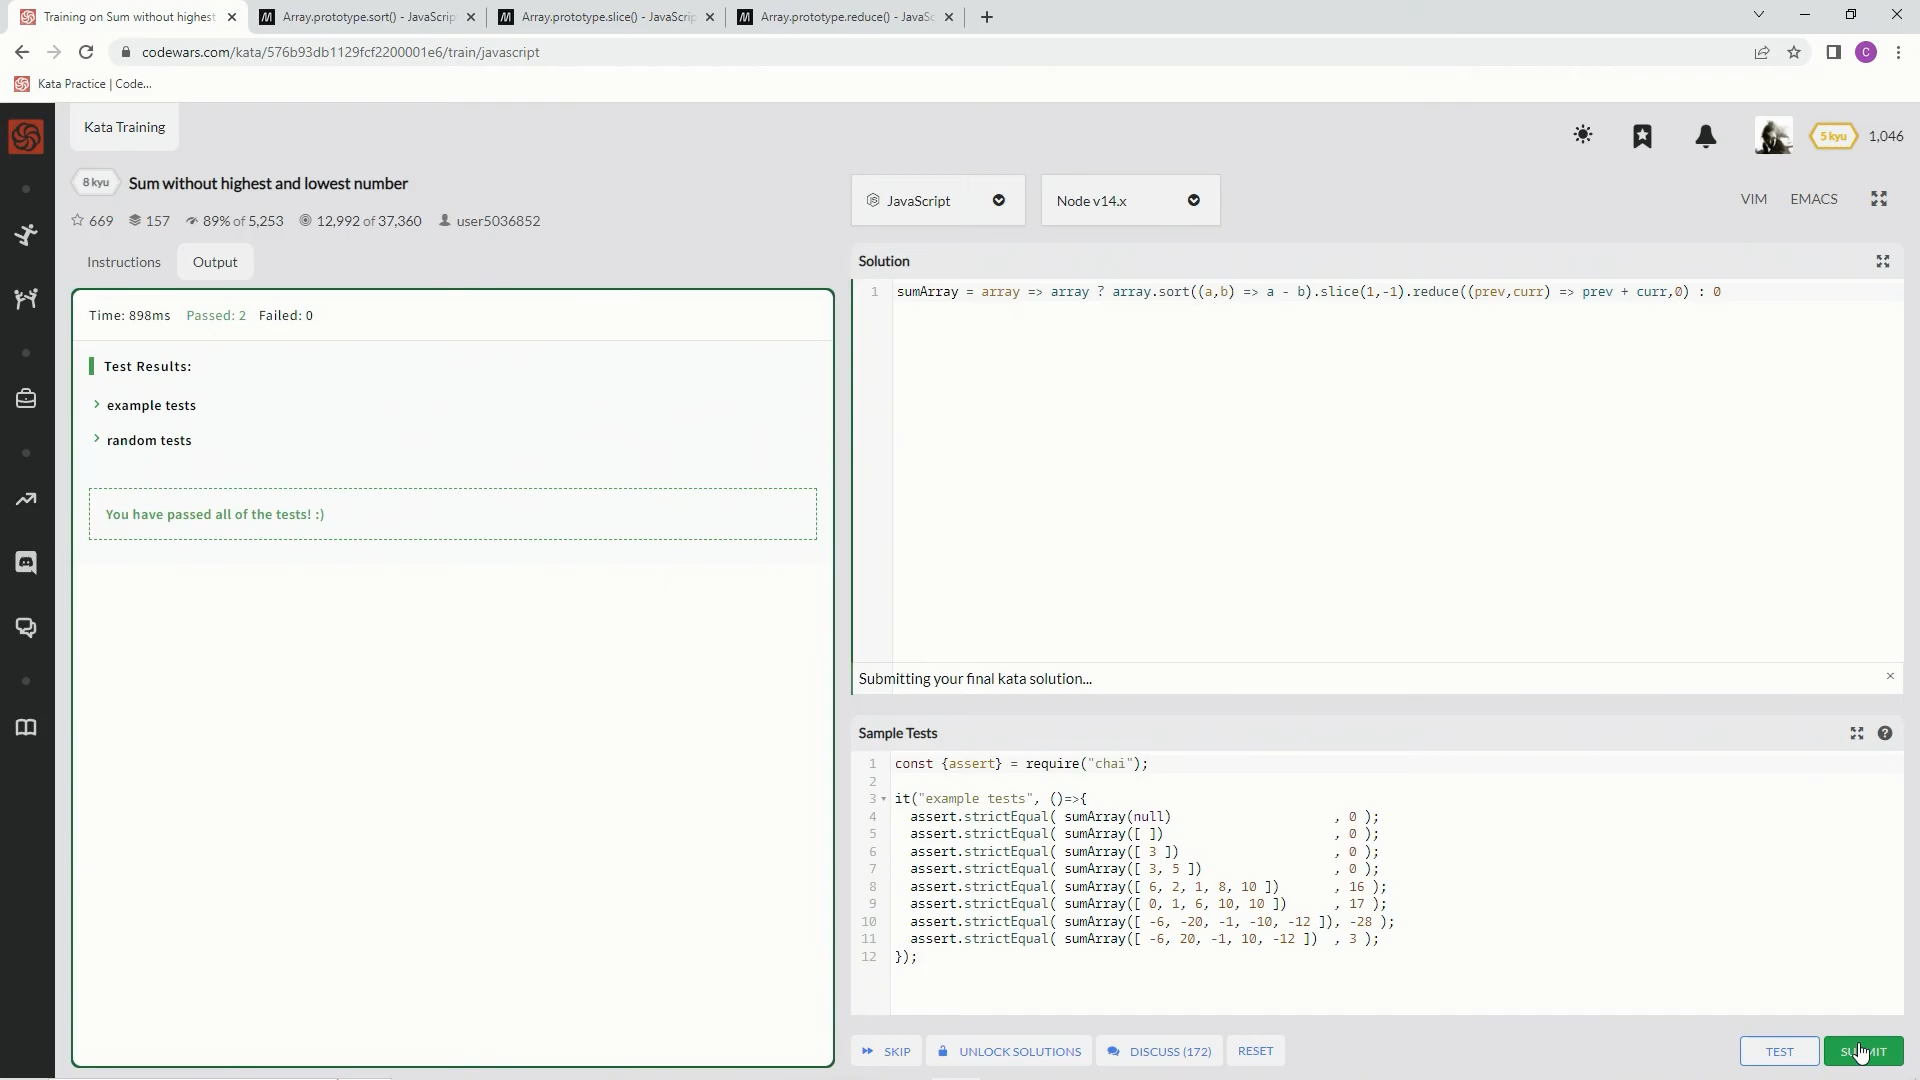 Training on Sum without highest
Array.prototype.sort() - JavaScrip
Array.prototype.slice() - JavaScrip
Array.prototype.reduce() - JavaSc
codewars.com/kata/576b93db1129fcf2200001e6/train/javascript
C
Kata Practice | Code...
Kata Training
5 kyu
1,046
8 kyu
Sum without highest and lowest number
669
157
89% of 5,253
12,992 of 37,360
user5036852
JavaScript
Node v14.x
VIM
EMACS
Instructions
Output
Solution
Time: 898ms Passed: 2 Failed: 0
Test Results:
example tests
random tests
You have passed all of the tests! :)
1 sumArray = array => array ? array.sort((a,b) => a - b).slice(1,-1).reduce((prev,curr) => prev + curr,0) : 0
Submitting your final kata solution...
Sample Tests
1 const {assert} = require("chai");
2
3 it("example tests", ()=>{
4 assert.strictEqual( sumArray(null) , 0 );
5 assert.strictEqual( sumArray([ ]) , 0 );
6 assert.strictEqual( sumArray([ 3 ]) , 0 );
7 assert.strictEqual( sumArray([ 3, 5 ]) , 0 );
8 assert.strictEqual( sumArray([ 6, 2, 1, 8, 10 ]) , 16 );
9 assert.strictEqual( sumArray([ 0, 1, 6, 10, 10 ]) , 17 );
10 assert.strictEqual( sumArray([ -6, -20, -1, -10, -12 ]), -28 );
11 assert.strictEqual( sumArray([ -6, 20, -1, 10, -12 ]) , 3 );
12 });
SKIP
UNLOCK SOLUTIONS
DISCUSS (172)
RESET
TEST
SUBMIT